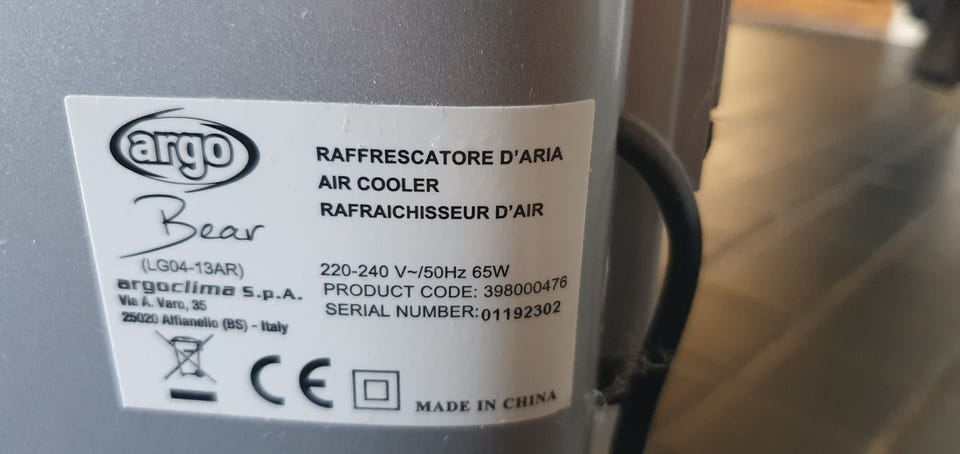 argo
Bear
(LG04-13AR)
argoclima S.p.A.
Via A. Varo, 35
25020 Alfianello (BS) - Italy
RAFFRESCATORE D'ARIA
AIR COOLER
RAFRAICHISSEUR D'AIR
220-240 V~/50Hz 65W
PRODUCT CODE: 398000476
SERIAL NUMBER: 01192302
CE
MADE IN CHINA